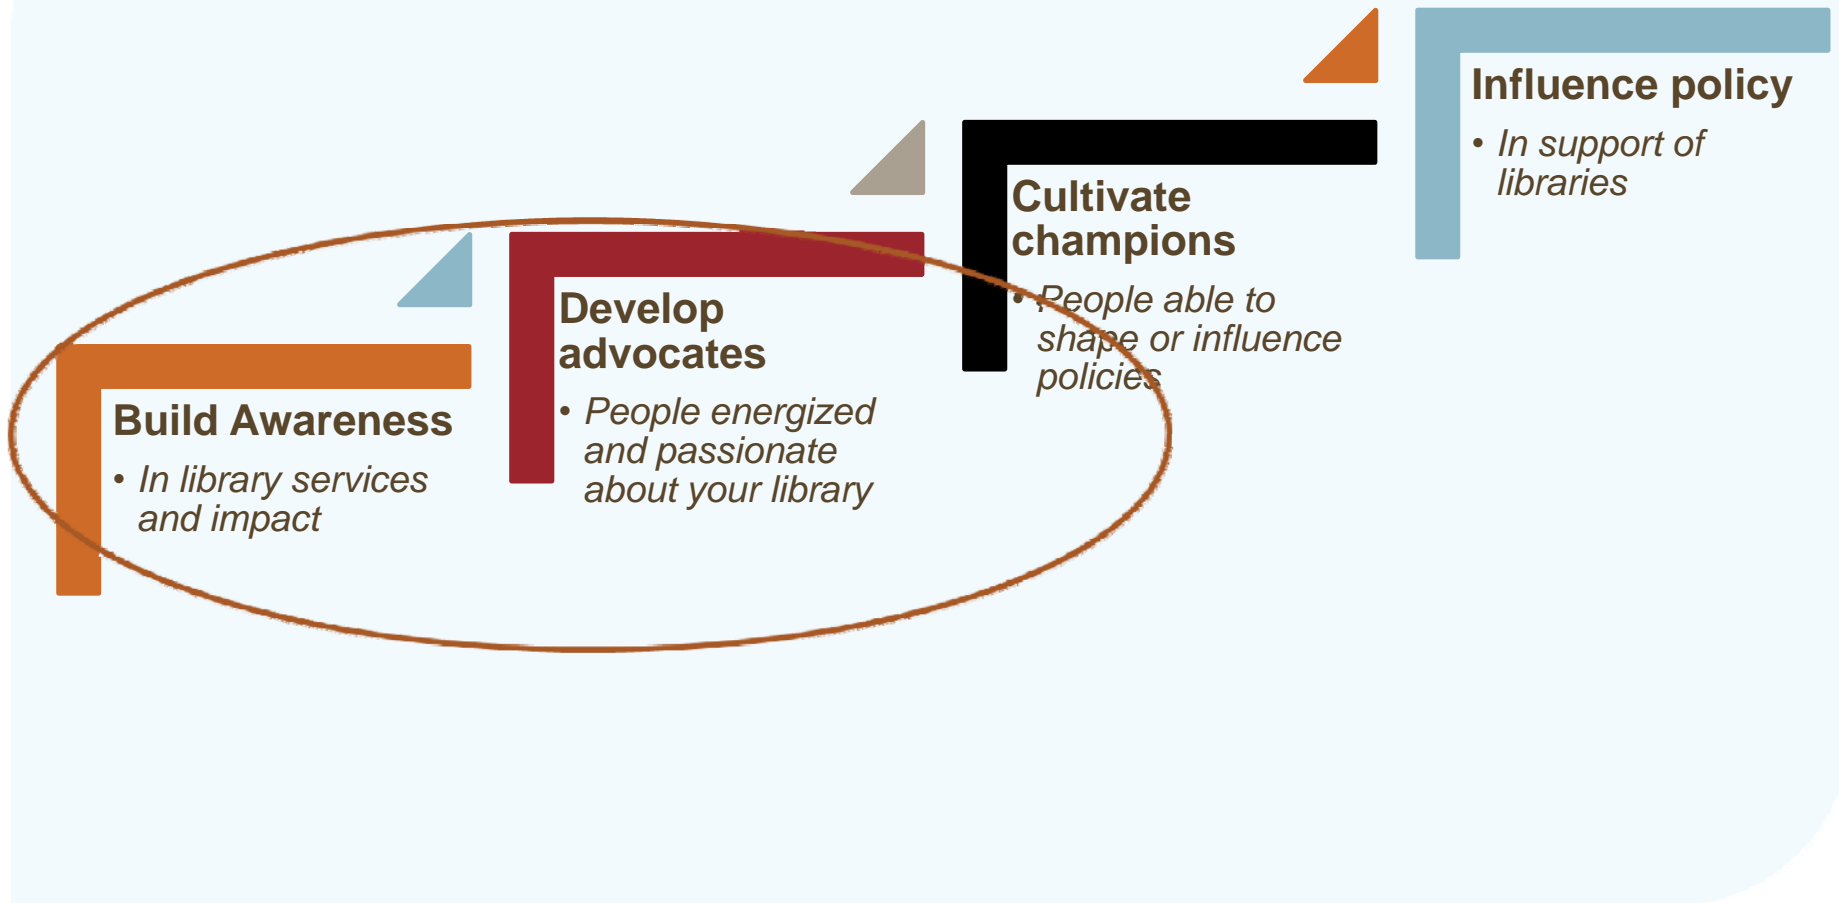 Build Awareness
• In library services
and impact
Develop
advocates
• People energized
and passionate
about your library
Cultivate
champions
• People able to
shape or influence
policies
Influence policy
• In support of
libraries